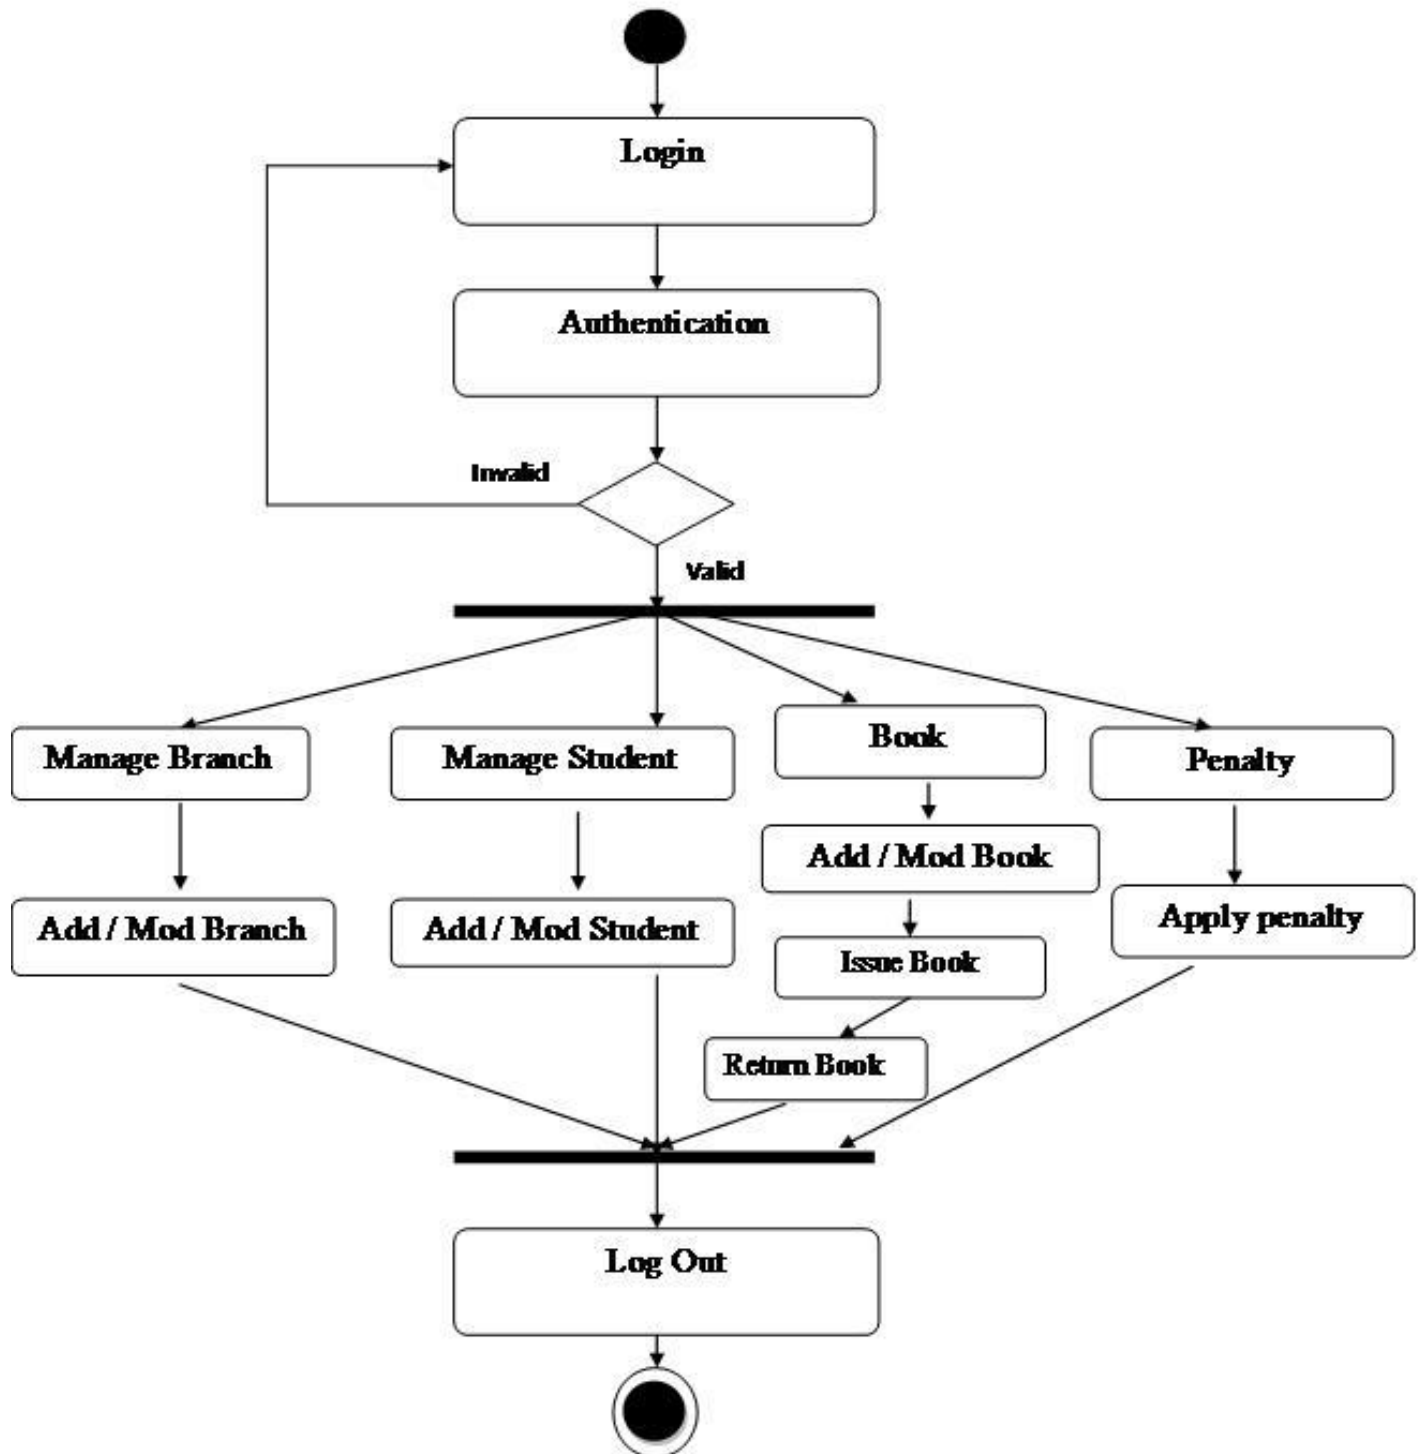 Login
Authentication
Invalid
Valid
Manage Branch
Manage Student
Book
Penalty
Add / Mod Book
Add / Mod Branch
Add / Mod Student
Issue Book
Apply penalty
Return Book
Log Out